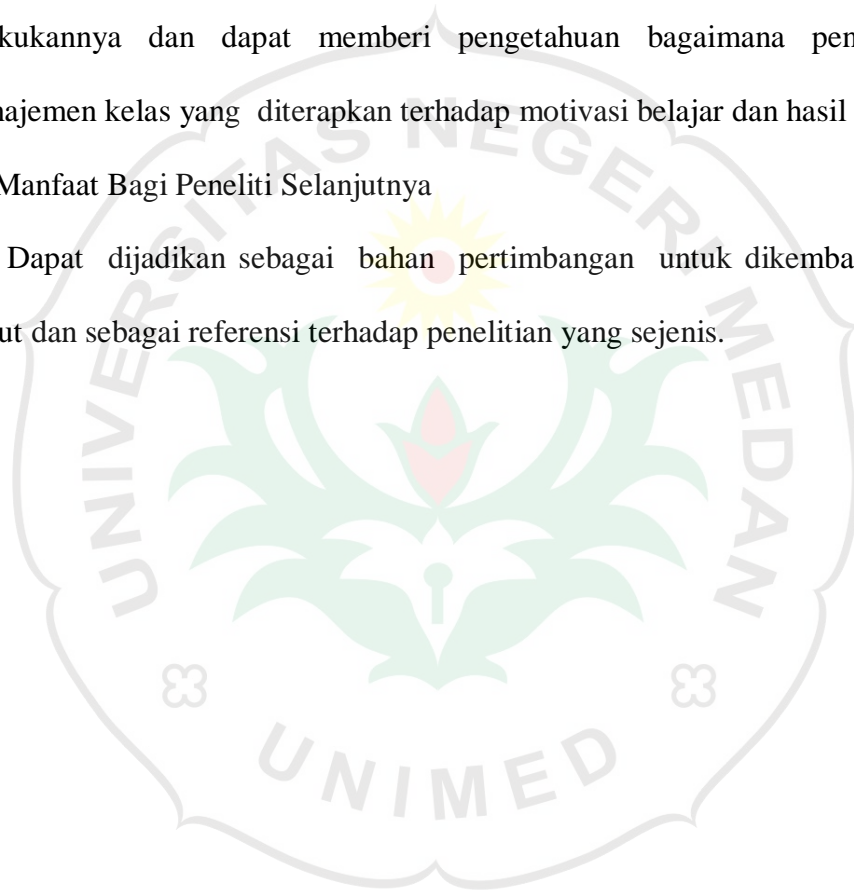 kukannya dan dapat memberi pengetahuan bagaimana pen
ajemen kelas yang diterapkan terhadap motivasi belajar dan hasil
Manfaat Bagi Peneliti Selanjutnya
Dapat dijadikan sebagai bahan pertimbangan untuk dikemba
ut dan sebagai referensi terhadap penelitian yang sejenis.
UNIVERSITAS NEGERI MEDAN
UNIMED